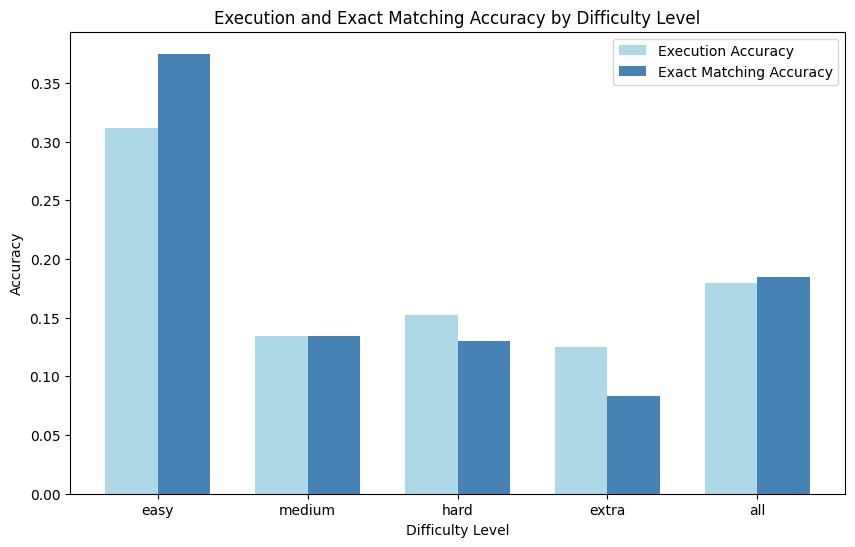 Execution and Exact Matching Accuracy by Difficulty Level
Execution Accuracy
Exact Matching Accuracy
Accuracy
0.35
0.30
0.25
0.20
0.15
0.10
0.05
0.00
easy medium hard extra all
Difficulty Level